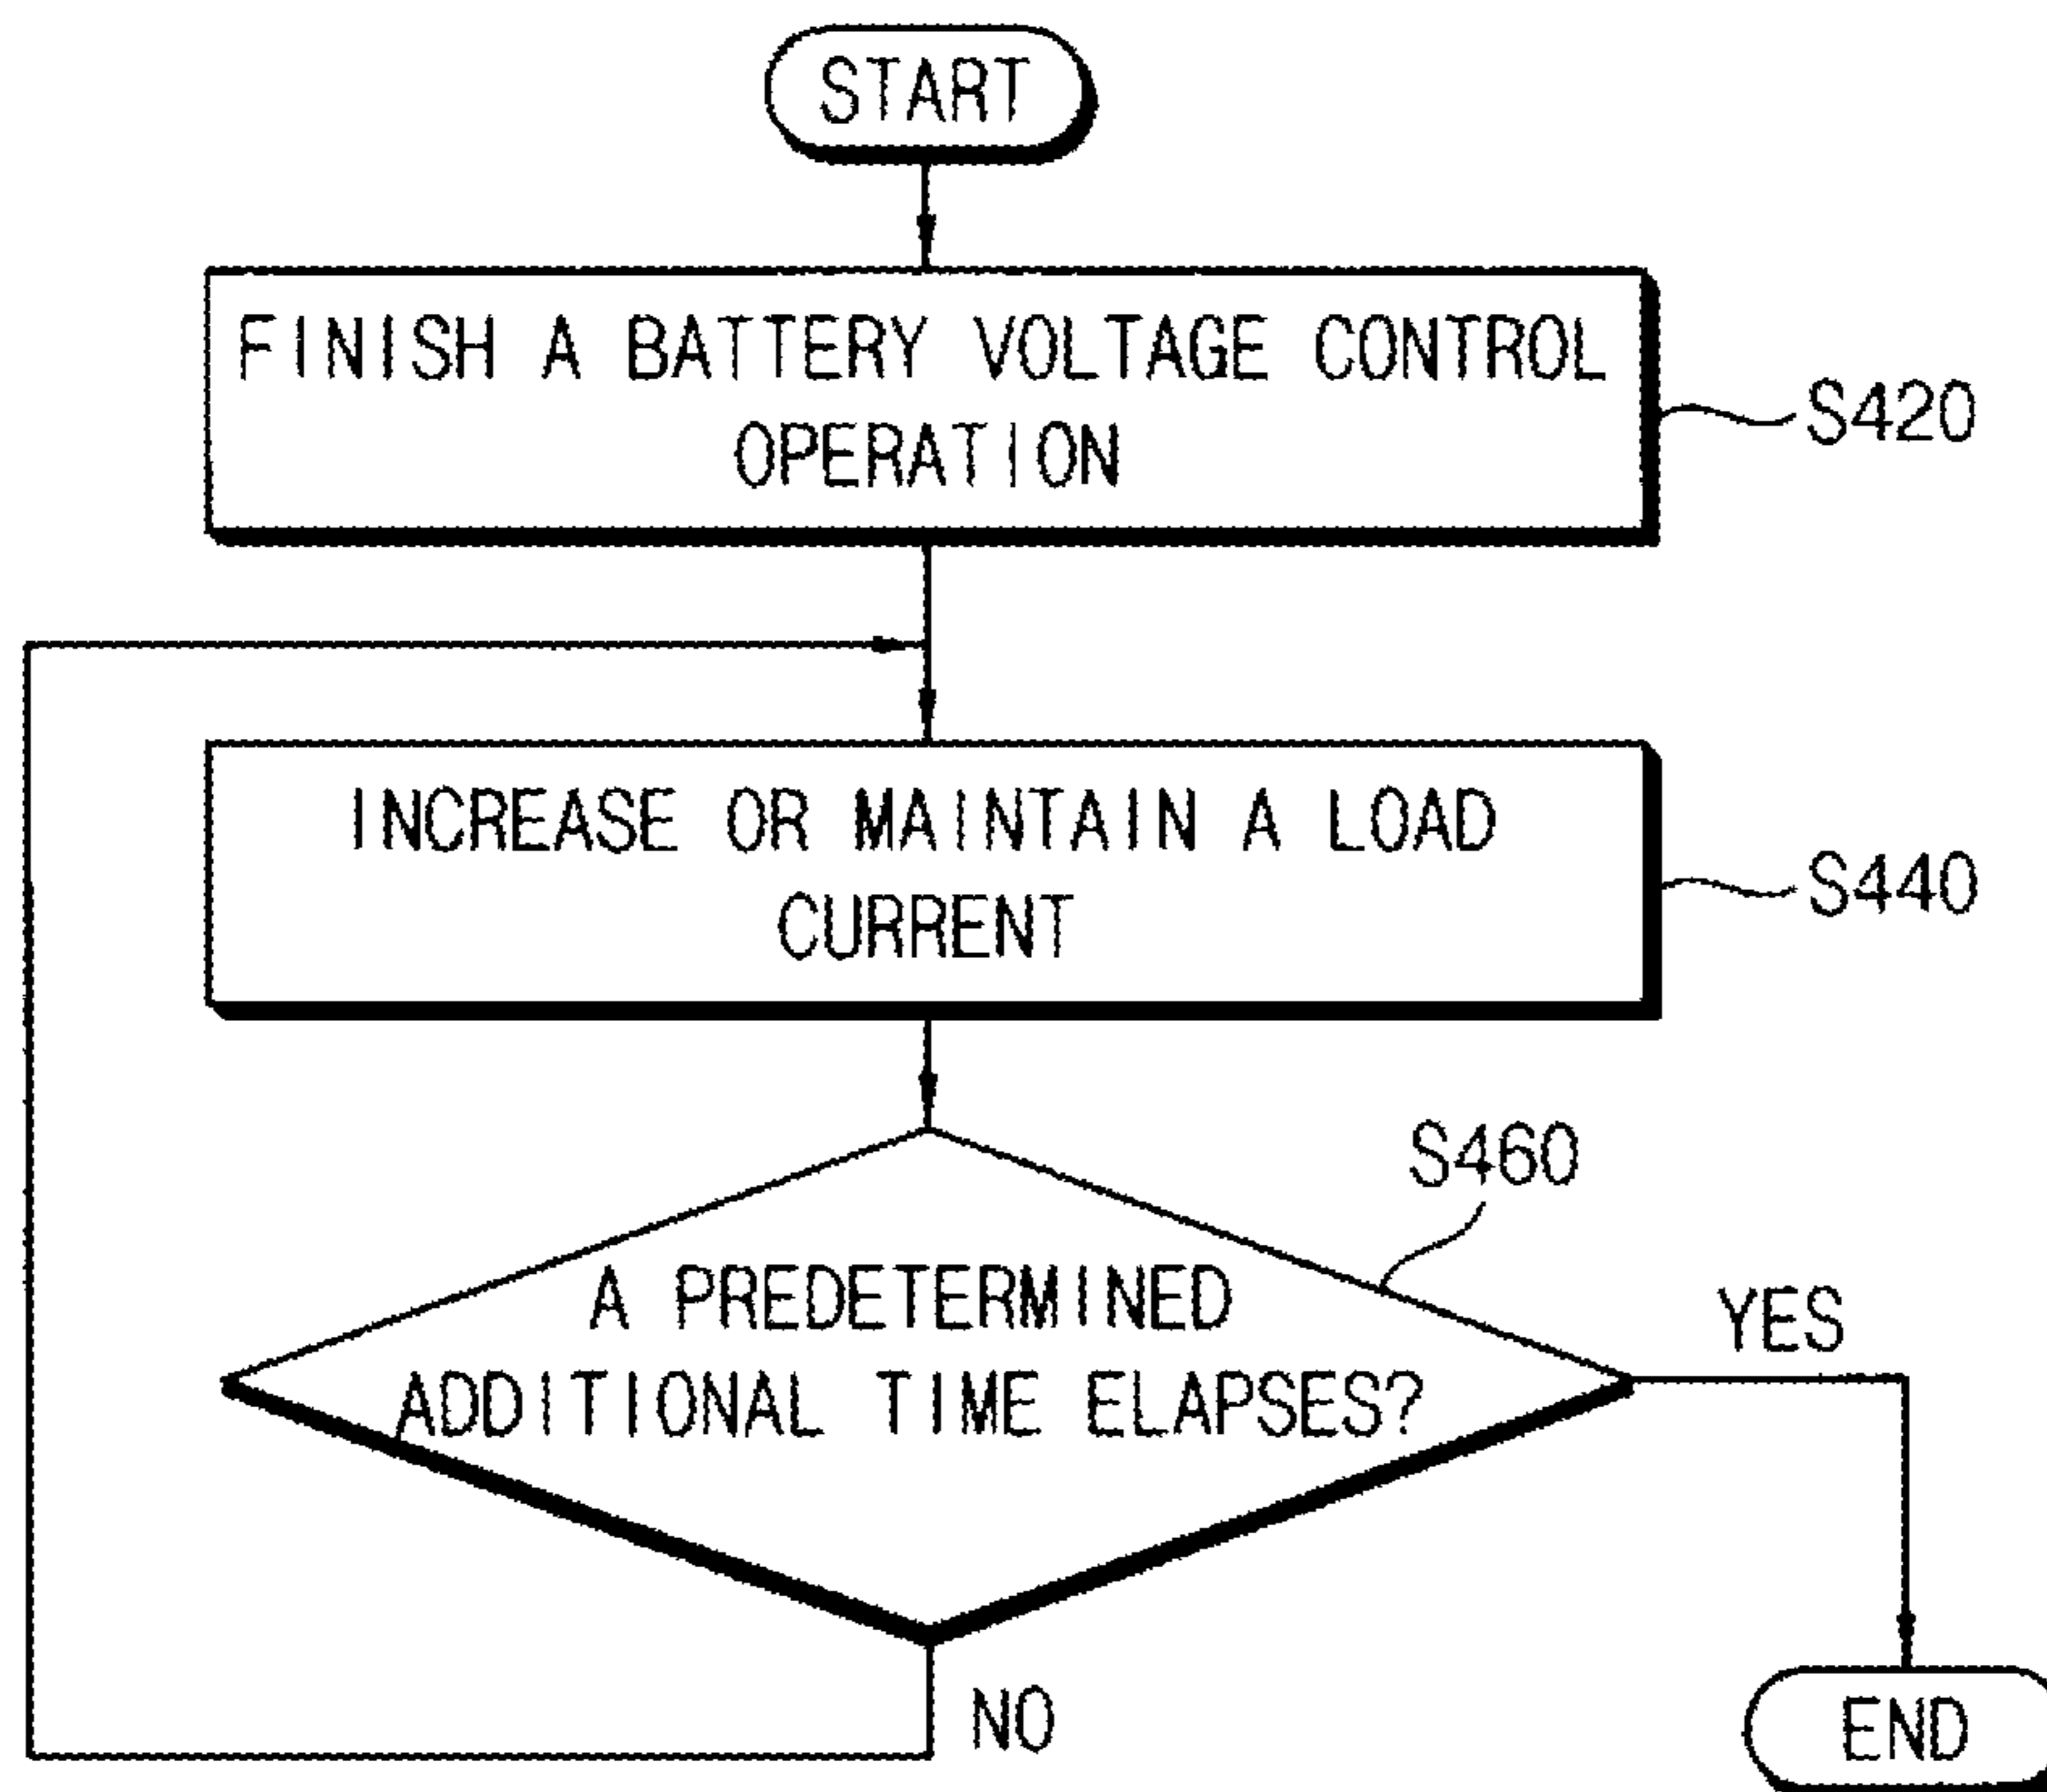 START
FINISH A BATTERY VOLTAGE CONTROL
OPERATION
S420
INCREASE OR MAINTAIN A LOAD
CURRENT
S440
S460
A PREDETERMINED
ADDITIONAL TIME ELAPSES?
YES
NO
END